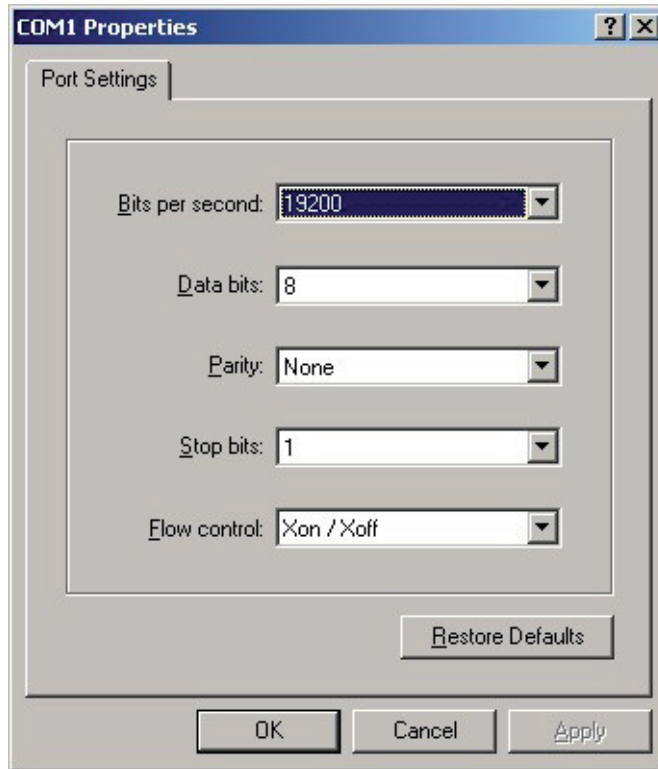 COM1 Properties
Port Settings
Bits per second: 19200
Data bits: 8
Parity: None
Stop bits: 1
Flow control: Xon / Xoff
Restore Defaults
OK Cancel Apply